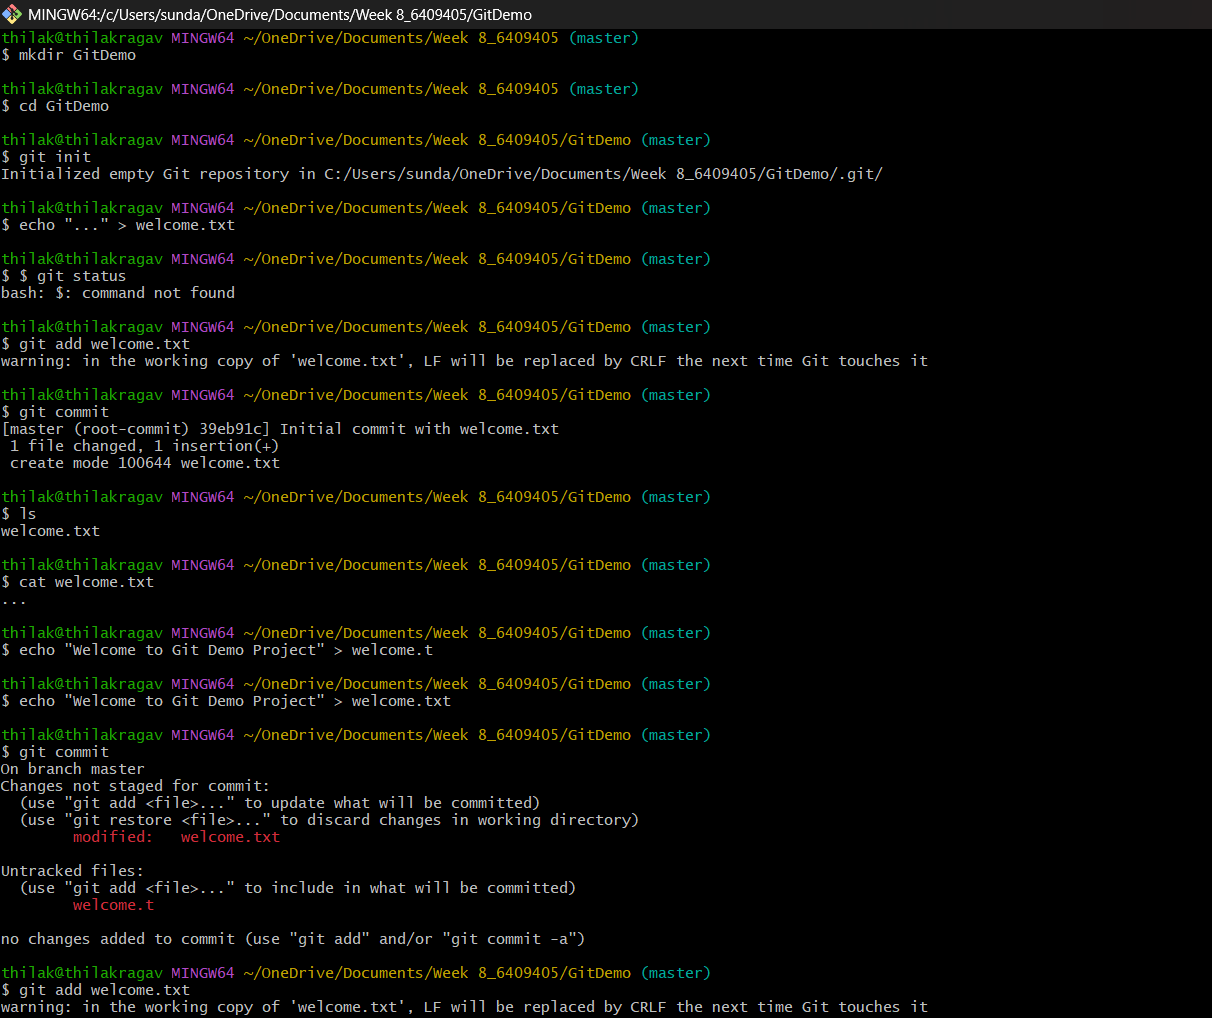 MINGW64:/c/Users/sunda/OneDrive/Documents/Week 8_6409405/GitDemo
thilak@thilakragav MINGW64 ~/OneDrive/Documents/Week 8_6409405 (master)
$ mkdir GitDemo
thilak@thilakragav MINGW64 ~/OneDrive/Documents/Week 8_6409405 (master)
$ cd GitDemo
thilak@thilakragav MINGW64 ~/OneDrive/Documents/Week 8_6409405/GitDemo (master)
$ git init
Initialized empty Git repository in C:/Users/sunda/OneDrive/Documents/Week 8_6409405/GitDemo/.git/
thilak@thilakragav MINGW64 ~/OneDrive/Documents/Week 8_6409405/GitDemo (master)
$ echo "..." > welcome.txt
thilak@thilakragav MINGW64 ~/OneDrive/Documents/Week 8_6409405/GitDemo (master)
$ $ git status
bash: $: command not found
thilak@thilakragav MINGW64 ~/OneDrive/Documents/Week 8_6409405/GitDemo (master)
$ git add welcome.txt
warning: in the working copy of 'welcome.txt', LF will be replaced by CRLF the next time Git touches it
thilak@thilakragav MINGW64 ~/OneDrive/Documents/Week 8_6409405/GitDemo (master)
$ git commit
[master (root-commit) 39eb91c] Initial commit with welcome.txt
 1 file changed, 1 insertion(+)
 create mode 100644 welcome.txt
thilak@thilakragav MINGW64 ~/OneDrive/Documents/Week 8_6409405/GitDemo (master)
$ ls
welcome.txt
thilak@thilakragav MINGW64 ~/OneDrive/Documents/Week 8_6409405/GitDemo (master)
$ cat welcome.txt
...
thilak@thilakragav MINGW64 ~/OneDrive/Documents/Week 8_6409405/GitDemo (master)
$ echo "Welcome to Git Demo Project" > welcome.t
thilak@thilakragav MINGW64 ~/OneDrive/Documents/Week 8_6409405/GitDemo (master)
$ echo "Welcome to Git Demo Project" > welcome.txt
thilak@thilakragav MINGW64 ~/OneDrive/Documents/Week 8_6409405/GitDemo (master)
$ git commit
On branch master
Changes not staged for commit:
  (use "git add <file>..." to update what will be committed)
  (use "git restore <file>..." to discard changes in working directory)
        modified:   welcome.txt
Untracked files:
  (use "git add <file>..." to include in what will be committed)
        welcome.t
no changes added to commit (use "git add" and/or "git commit -a")
thilak@thilakragav MINGW64 ~/OneDrive/Documents/Week 8_6409405/GitDemo (master)
$ git add welcome.txt
warning: in the working copy of 'welcome.txt', LF will be replaced by CRLF the next time Git touches it